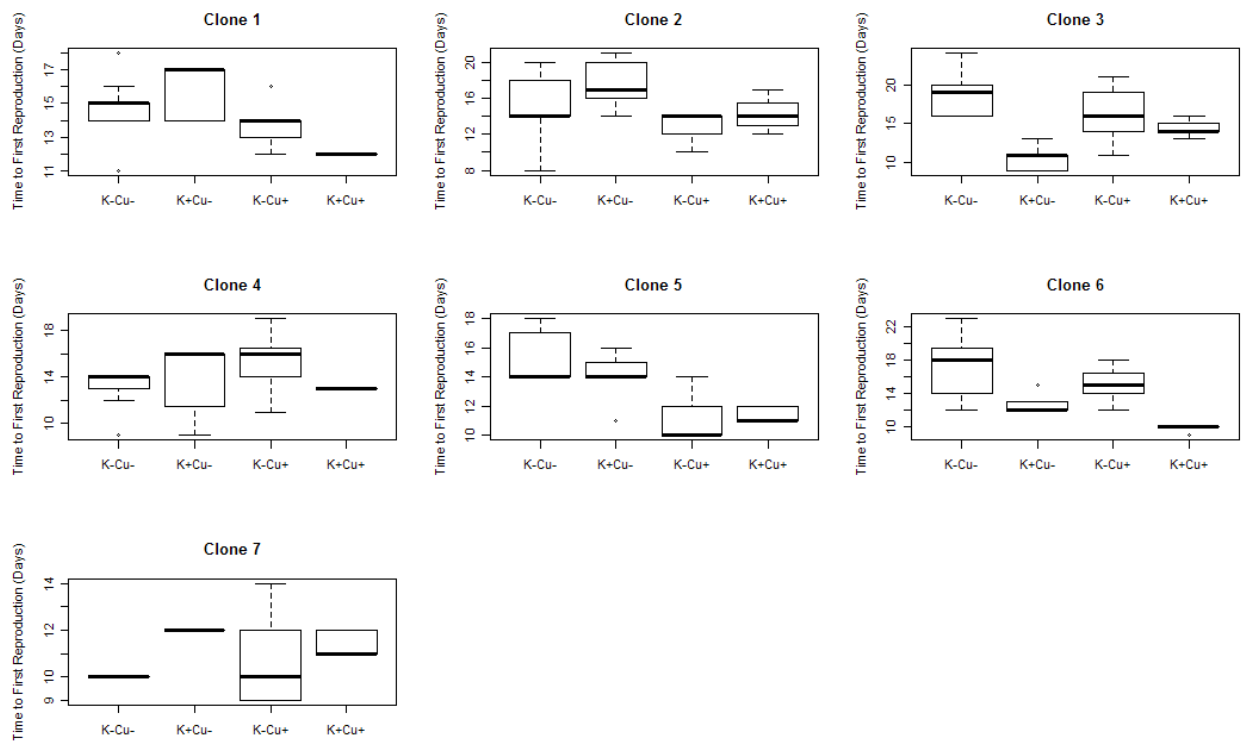 Clone 1
Time to First Reproduction (Days)
17
15
13
11
K-Cu- K+Cu- K-Cu+ K+Cu+
Clone 2
Time to First Reproduction (Days)
20
16
12
8
K-Cu- K+Cu- K-Cu+ K+Cu+
Clone 3
Time to First Reproduction (Days)
20
15
10
K-Cu- K+Cu- K-Cu+ K+Cu+
Clone 4
Time to First Reproduction (Days)
18
14
10
K-Cu- K+Cu- K-Cu+ K+Cu+
Clone 5
Time to First Reproduction (Days)
18
16
14
12
10
K-Cu- K+Cu- K-Cu+ K+Cu+
Clone 6
Time to First Reproduction (Days)
22
18
14
10
K-Cu- K+Cu- K-Cu+ K+Cu+
Clone 7
Time to First Reproduction (Days)
14
12
10
9
K-Cu- K+Cu- K-Cu+ K+Cu+